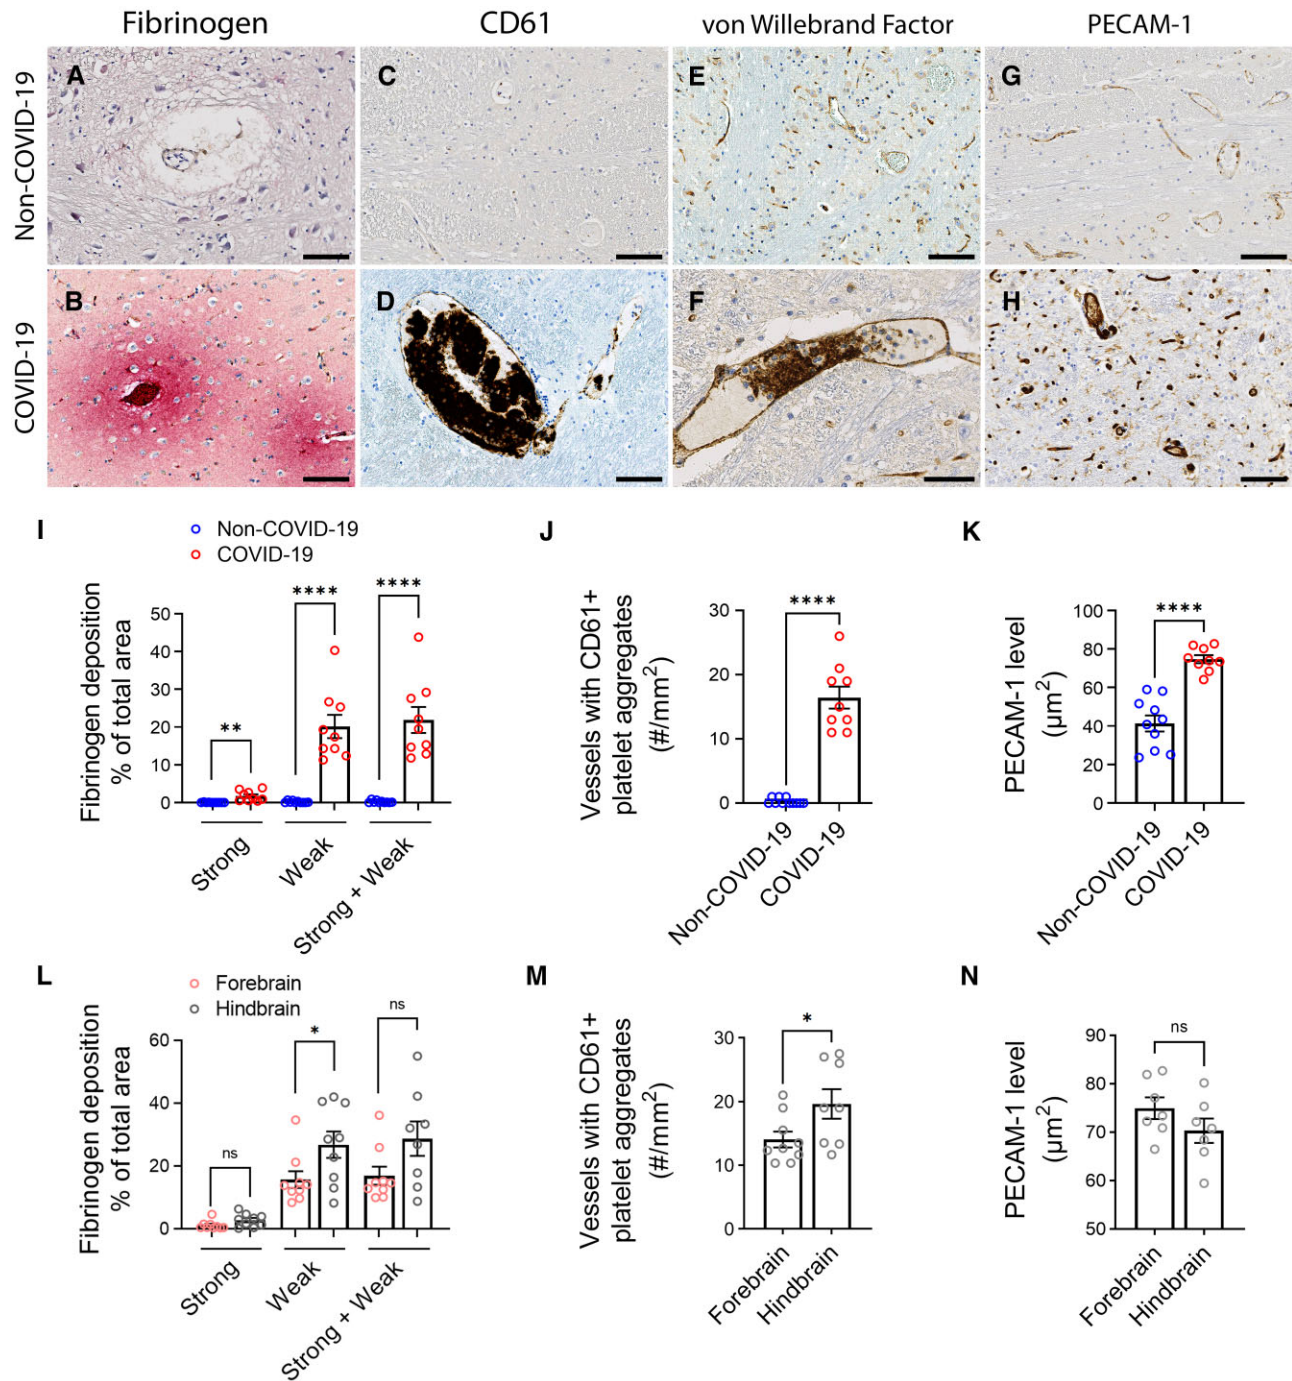 Fibrinogen
CD61
von Willebrand Factor
PECAM-1
Non-COVID-19
A
C
E
G
COVID-19
B
D
F
H
I
Non-COVID-19
COVID-19
Fibrinogen deposition
% of total area
50
40
30
20
10
0
**
****
****
Strong
Weak
Strong + Weak
J
Vessels with CD61+
platelet aggregates
(#/mm²)
30
20
10
0
****
Non-COVID-19
COVID-19
K
PECAM-1 level
(µm²)
100
80
60
40
20
0
****
Non-COVID-19
COVID-19
L
Forebrain
Hindbrain
Fibrinogen deposition
% of total area
60
40
20
0
ns
*
ns
Strong
Weak
Strong + Weak
M
Vessels with CD61+
platelet aggregates
(#/mm²)
30
20
10
0
*
Forebrain
Hindbrain
N
PECAM-1 level
(µm²)
90
80
70
60
50
ns
Forebrain
Hindbrain